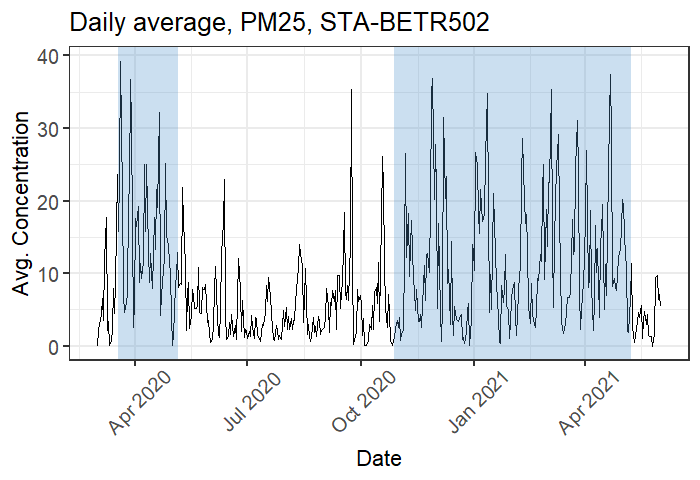 Daily average, PM25, STA-BETR502
Avg. Concentration
40
30
20
10
0
Apr 2020
Jul 2020
Oct 2020
Jan 2021
Apr 2021
Date